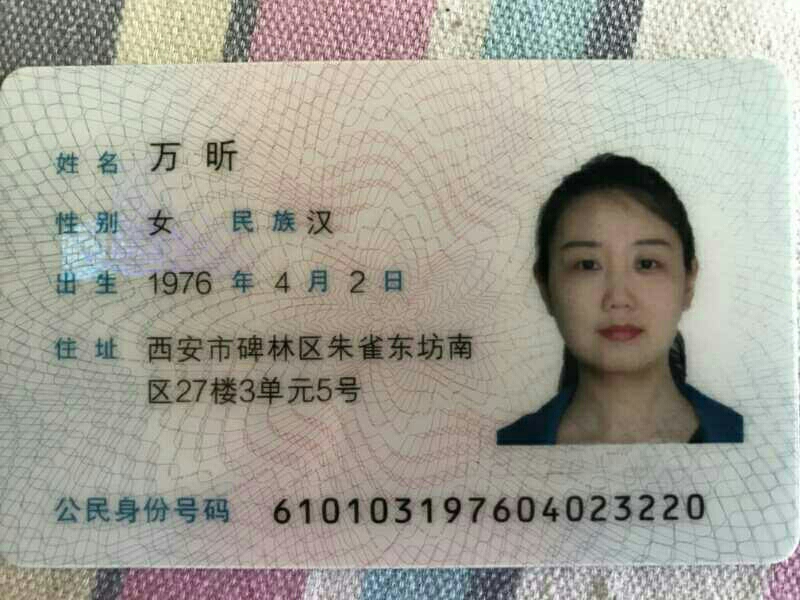 姓名 万昕
性别 女 民族 汉
出生 1976 年 4 月 2 日
住址 西安市碑林区朱雀东坊南
区27楼3单元5号
公民身份号码 610103197604023220